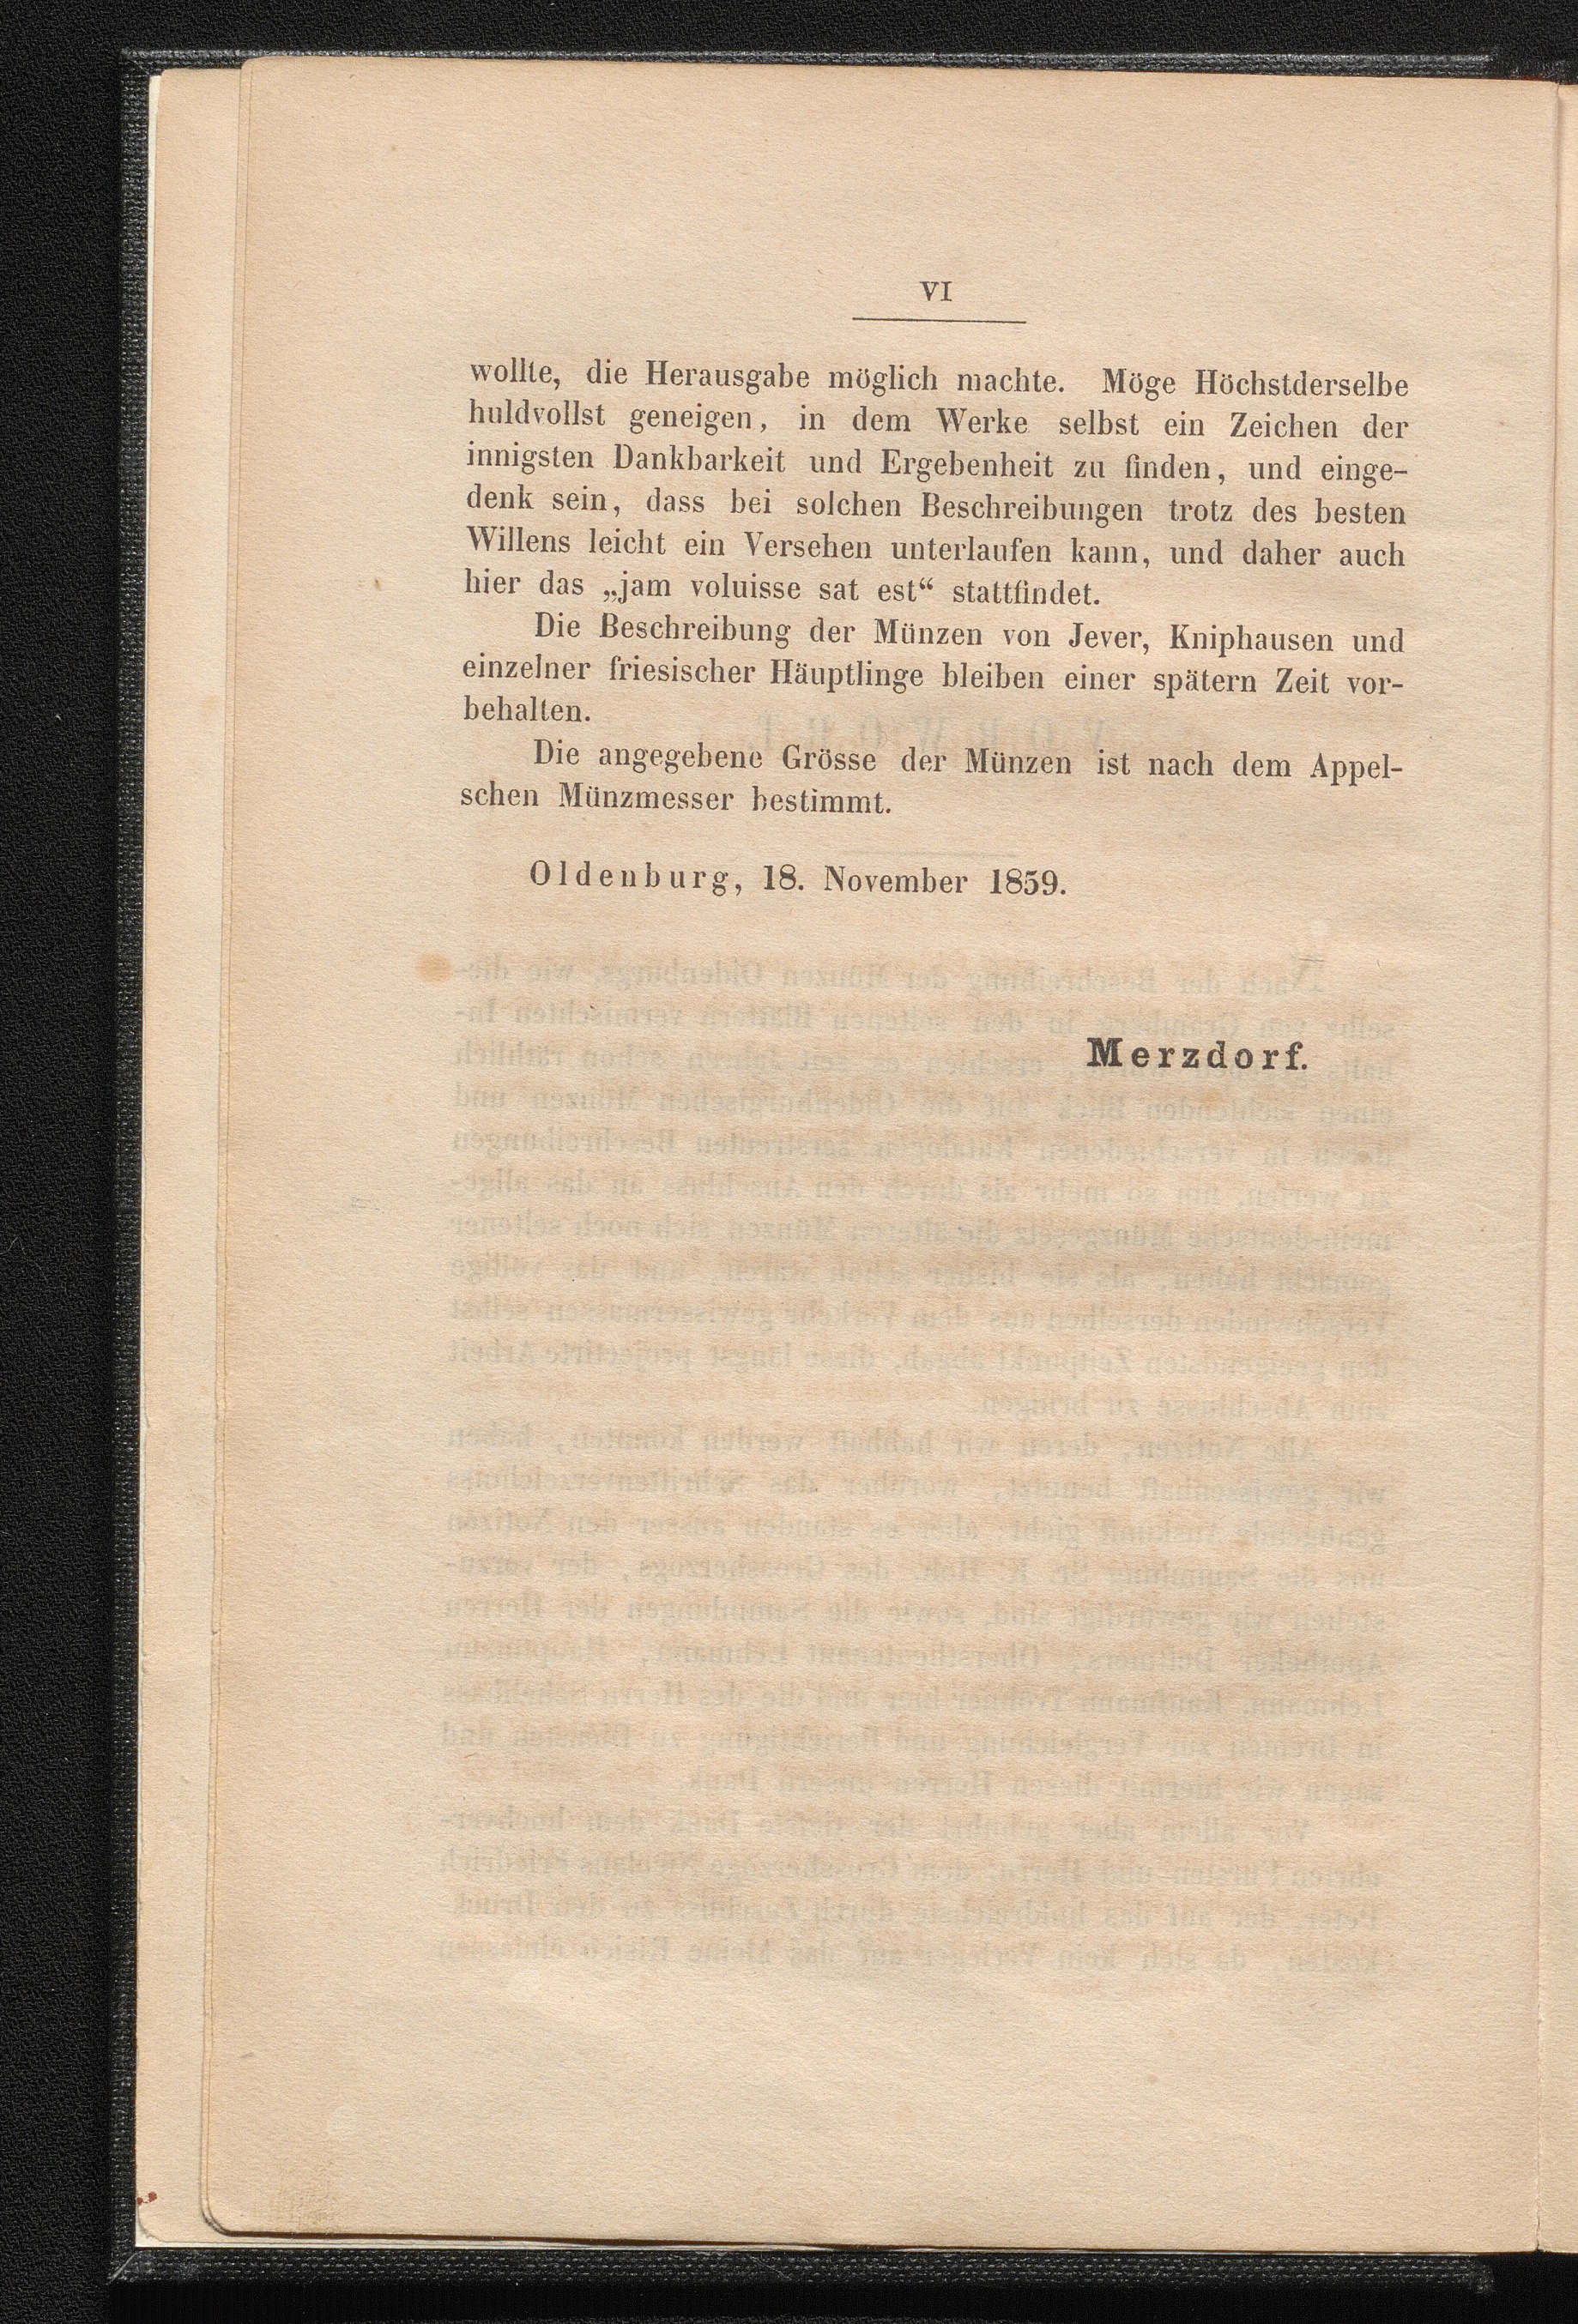 VI
wollte, die Herausgabe möglich machte. Möge Höchstderselbe
huldvollst geneigen, in dem Werke selbst ein Zeichen der
innigsten Dankbarkeit und Ergebenheit zu finden, und einge-
denk sein, dass bei solchen Beschreibungen trotz des besten
Willens leicht ein Versehen unterlaufen kann, und daher auch
hier das „jam voluisse sat est“ stattfindet.
Die Beschreibung der Münzen von Jever, Kniphausen und
einzelner friesischer Häuptlinge bleiben einer spätern Zeit vor-
behalten.
Die angegebene Grösse der Münzen ist nach dem Appel-
schen Münzmesser bestimmt.
Oldenburg, 18. November 1859.
Merzdorf.